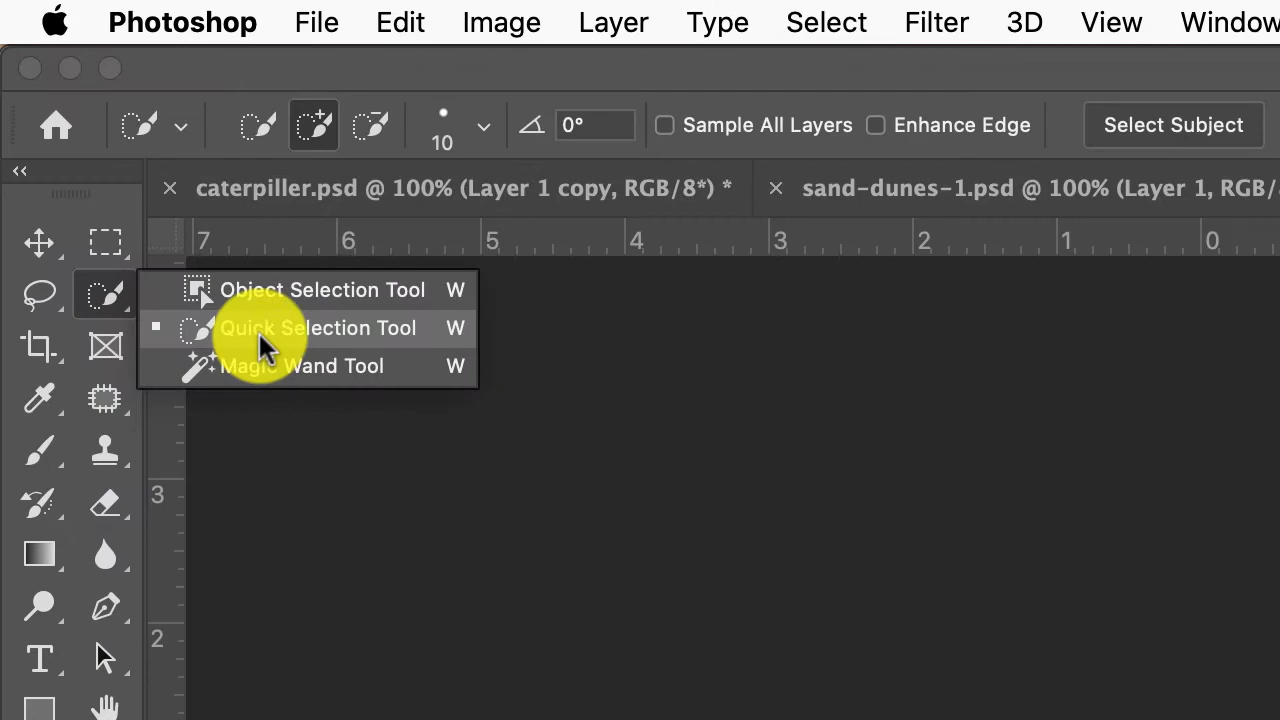 Photoshop File Edit Image Layer Type Select Filter 3D View Window
10 0° Sample All Layers Enhance Edge Select Subject
caterpiller.psd @ 100% (Layer 1 copy, RGB/8*) * sand-dunes-1.psd @ 100% (Layer 1, RGB/
7 6 5 4 3 2 1 0
Object Selection Tool W
Quick Selection Tool W
Magic Wand Tool W
3
2